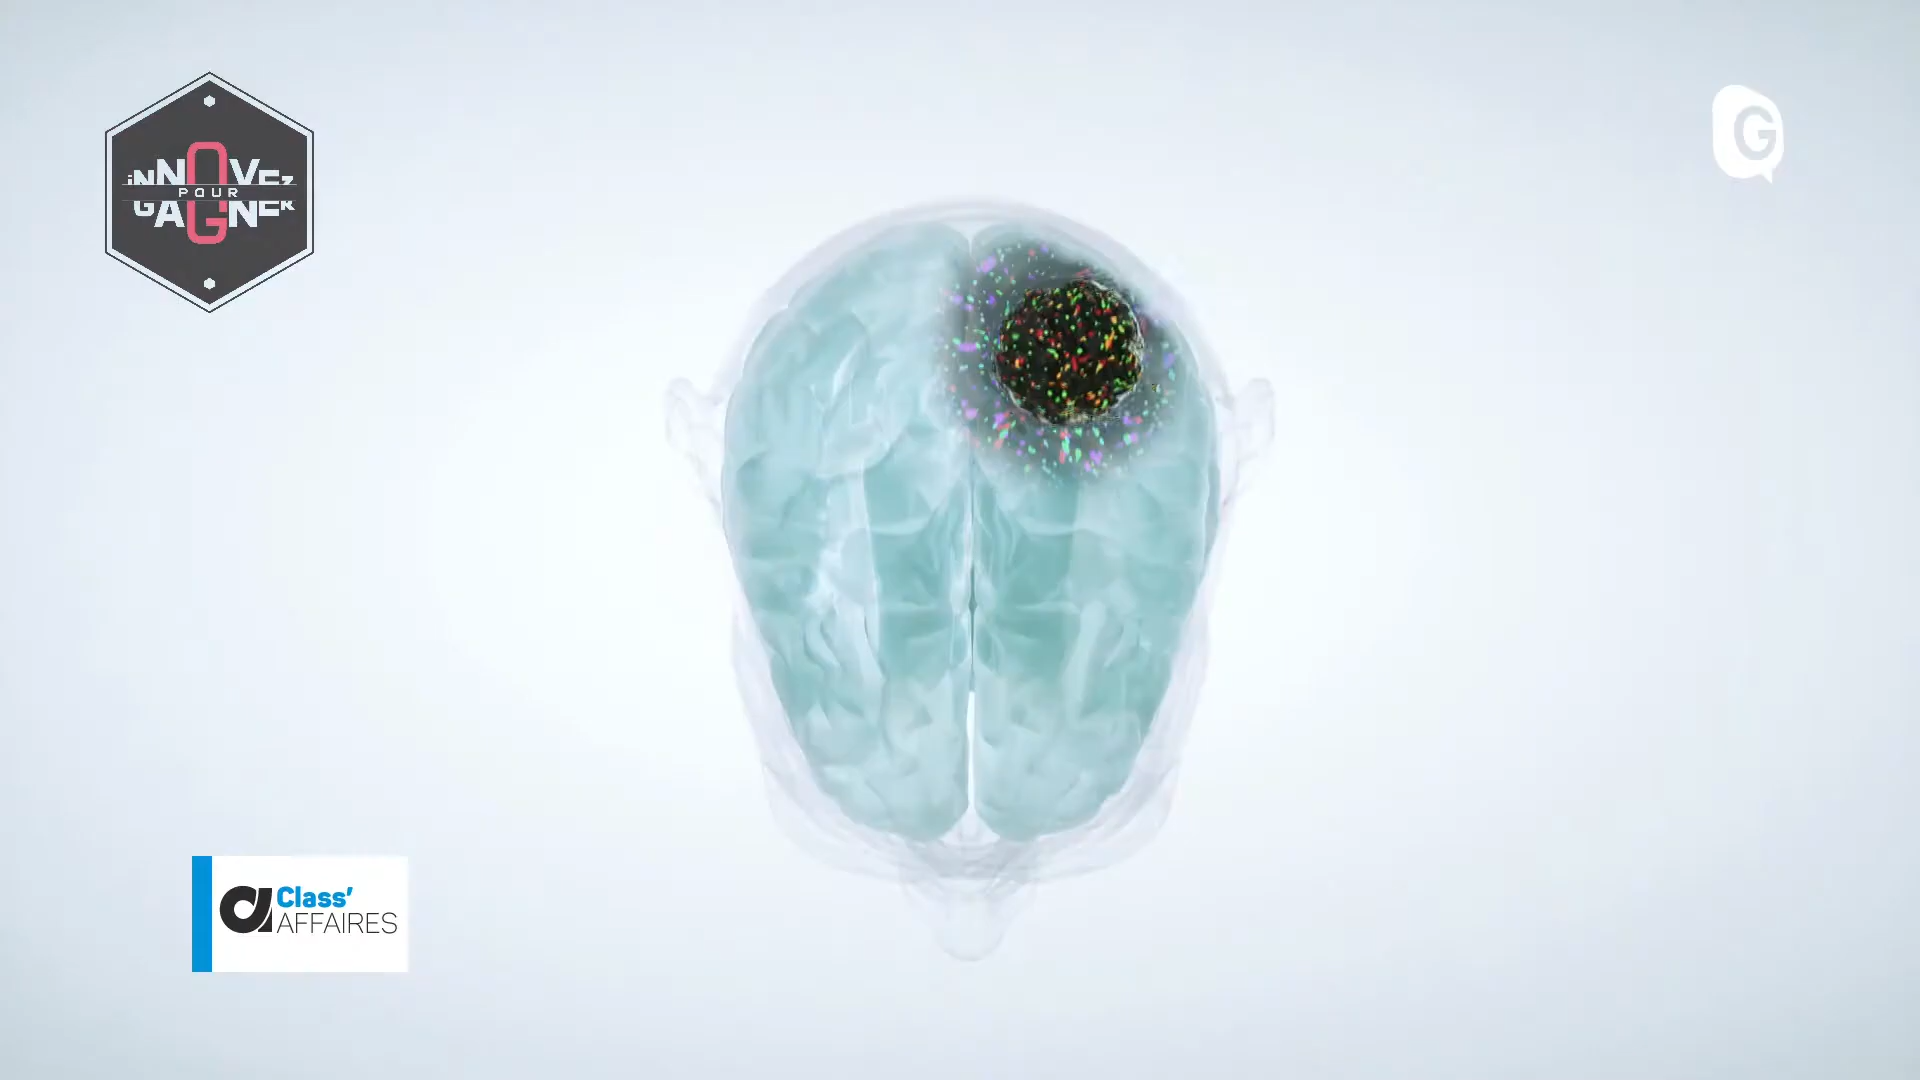 iNNOVEZ
POUR
GAGNER
G
Class'
AFFAIRES